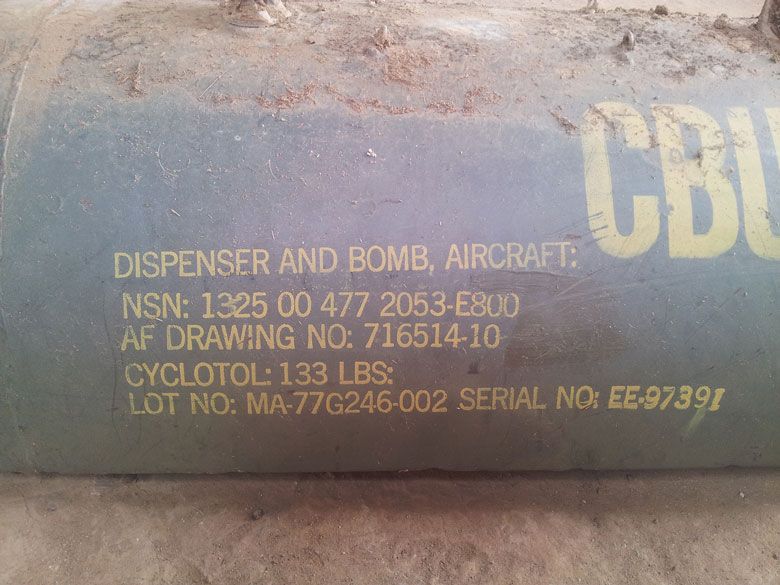 CBU
DISPENSER AND BOMB, AIRCRAFT:
NSN: 1325 00 477 2053-E800
AF DRAWING NO: 716514-10
CYCLOTOL: 133 LBS:
LOT NO: MA-77G246-002 SERIAL NO: EE-97391